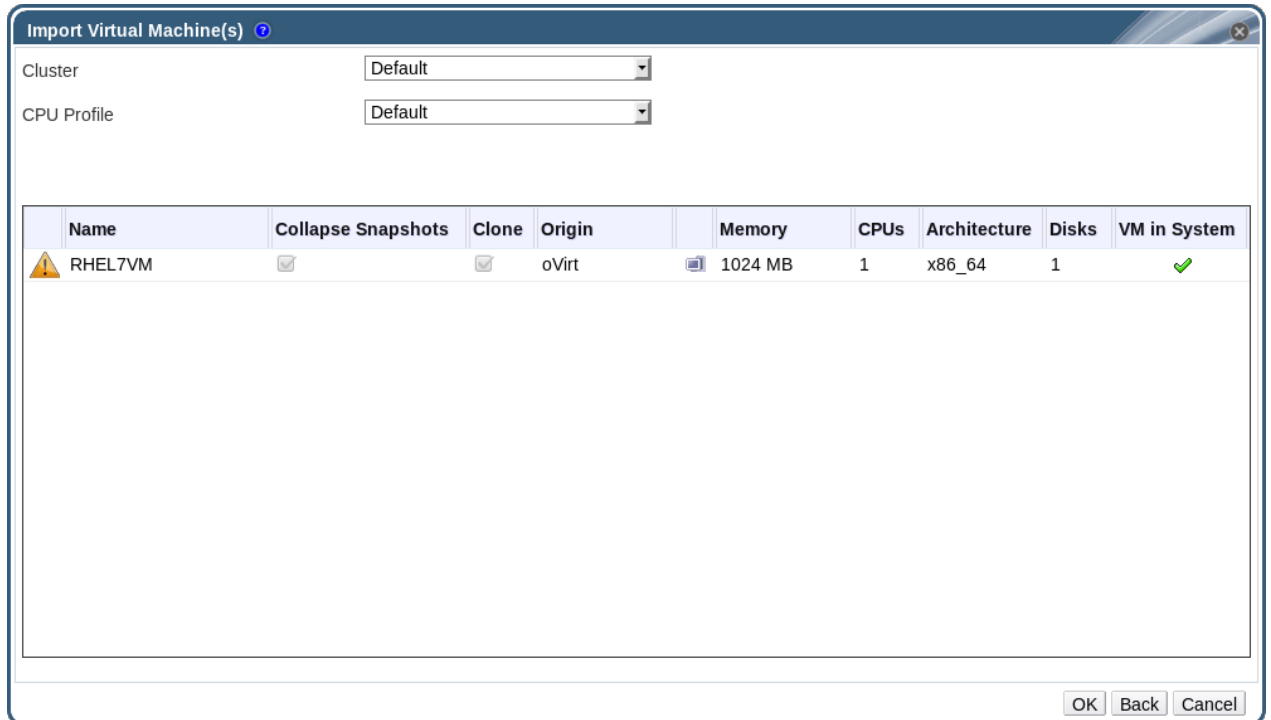 Import Virtual Machine(s) ?
Cluster Default
CPU Profile Default
Name Collapse Snapshots Clone Origin Memory CPUs Architecture Disks VM in System
RHEL7VM oVirt 1024 MB 1 x86_64 1
OK Back Cancel